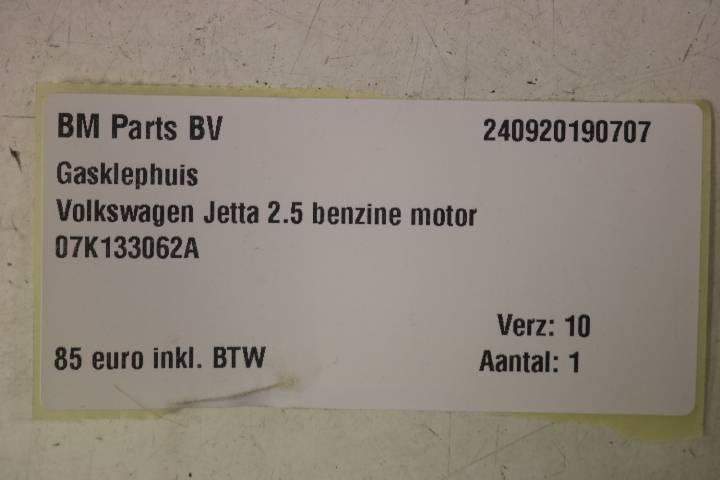 BM Parts BV 240920190707
Gasklephuis
Volkswagen Jetta 2.5 benzine motor
07K133062A
Verz: 10
85 euro inkl. BTW Aantal: 1